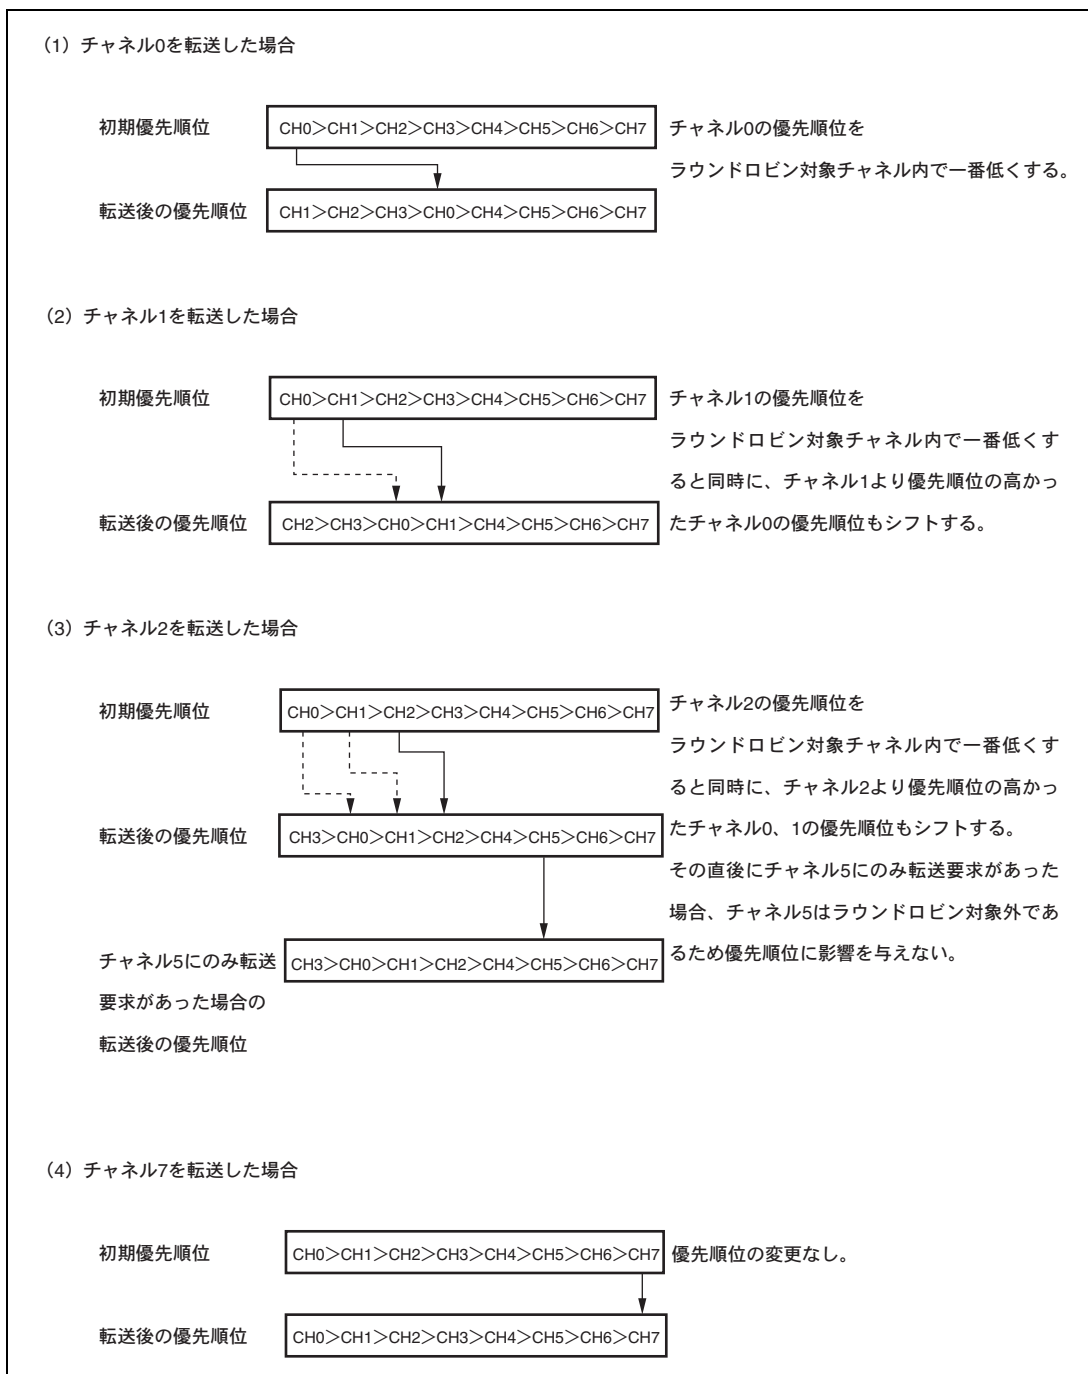 (1) チャネル0を転送した場合
初期優先順位
CH0＞CH1＞CH2＞CH3＞CH4＞CH5＞CH6＞CH7
チャネル0の優先順位を
ラウンドロビン対象チャネル内で一番低くする。
転送後の優先順位
CH1＞CH2＞CH3＞CH0＞CH4＞CH5＞CH6＞CH7
(2) チャネル1を転送した場合
初期優先順位
CH0＞CH1＞CH2＞CH3＞CH4＞CH5＞CH6＞CH7
チャネル1の優先順位を
ラウンドロビン対象チャネル内で一番低くす
ると同時に、チャネル1より優先順位の高かっ
たチャネル0の優先順位もシフトする。
転送後の優先順位
CH2＞CH3＞CH0＞CH1＞CH4＞CH5＞CH6＞CH7
(3) チャネル2を転送した場合
初期優先順位
CH0＞CH1＞CH2＞CH3＞CH4＞CH5＞CH6＞CH7
チャネル2の優先順位を
ラウンドロビン対象チャネル内で一番低くす
ると同時に、チャネル2より優先順位の高かっ
たチャネル0、1の優先順位もシフトする。
転送後の優先順位
CH3＞CH0＞CH1＞CH2＞CH4＞CH5＞CH6＞CH7
その直後にチャネル5にのみ転送要求があった
場合、チャネル5はラウンドロビン対象外であ
るため優先順位に影響を与えない。
チャネル5にのみ転送
要求があった場合の
転送後の優先順位
CH3＞CH0＞CH1＞CH2＞CH4＞CH5＞CH6＞CH7
(4) チャネル7を転送した場合
初期優先順位
CH0＞CH1＞CH2＞CH3＞CH4＞CH5＞CH6＞CH7
優先順位の変更なし。
転送後の優先順位
CH0＞CH1＞CH2＞CH3＞CH4＞CH5＞CH6＞CH7